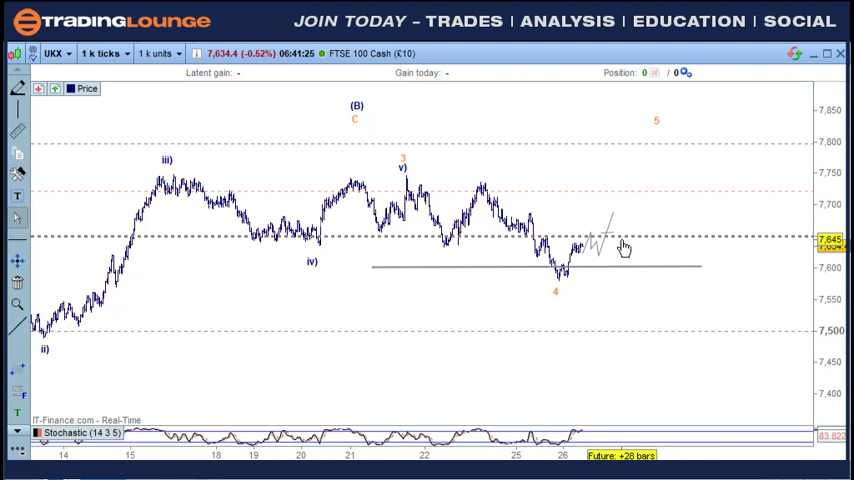 TRADINGLOUNGE
JOIN TODAY - TRADES | ANALYSIS | EDUCATION | SOCIAL
UKX 1 k ticks 1 k units i 7,634.4 (-0.52%) 06:41:25 FTSE 100 Cash (£10)
Latent gain: - Gain today: - Position: 0 / 0
Price
(B)
C
5
7,850
7,800
iii)
3
v)
7,750
7,700
7,645
iv)
7,600
4
7,550
7,500
ii)
7,450
7,400
IT-Finance.com - Real-Time
Stochastic (14 3 5)
83.822
14 15 18 19 20 21 22 25 26
Future: +28 bars
T
T